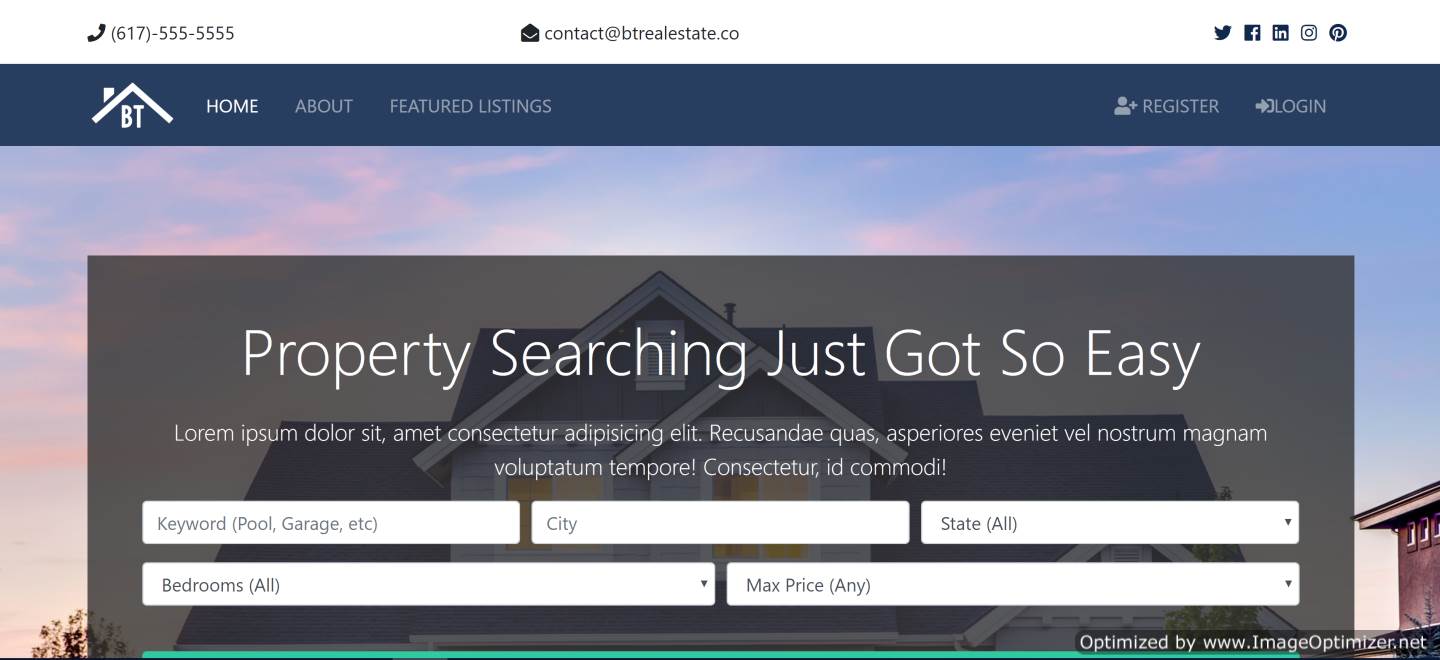 (617)-555-5555
contact@btrealestate.co
BT
HOME
ABOUT
FEATURED LISTINGS
REGISTER
LOGIN
Property Searching Just Got So Easy
Lorem ipsum dolor sit, amet consectetur adipisicing elit. Recusandae quas, asperiores eveniet vel nostrum magnam
voluptatum tempore! Consectetur, id commodi!
Keyword (Pool, Garage, etc)
City
State (All)
Bedrooms (All)
Max Price (Any)
Optimized by www.ImageOptimizer.net